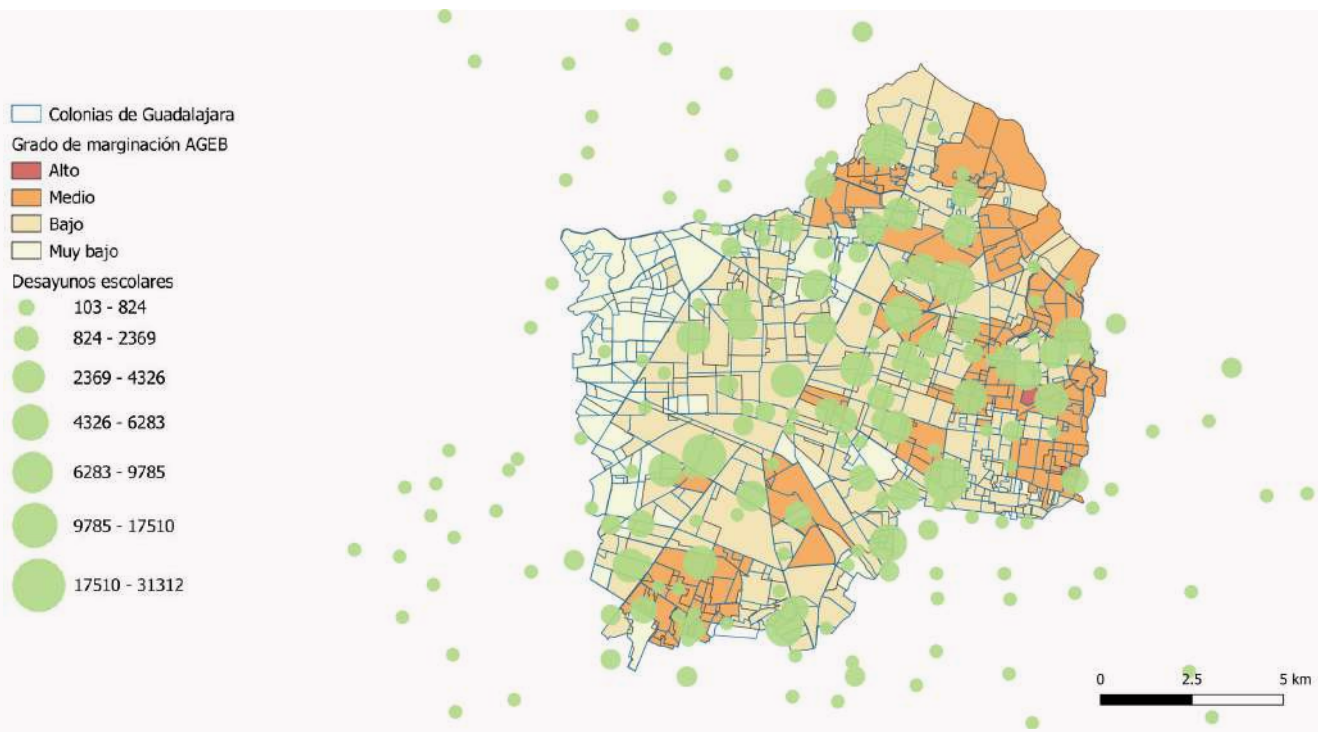 Colonias de Guadalajara
Grado de marginación AGEB
Alto
Medio
Bajo
Muy bajo
Desayunos escolares
103 - 824
824 - 2369
2369 - 4326
4326 - 6283
6283 - 9785
9785 - 17510
17510 - 31312
0 2.5 5 km